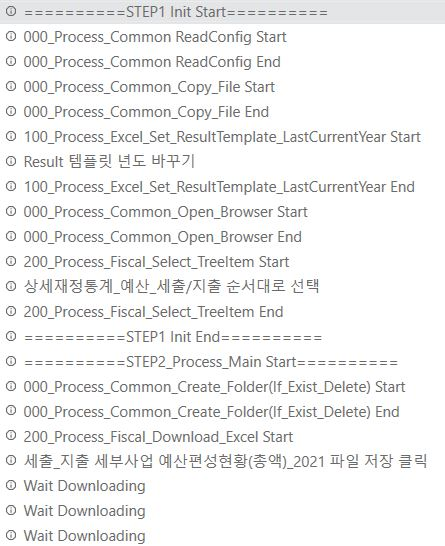 ==========STEP1 Init Start==========
000_Process_Common ReadConfig Start
000_Process_Common ReadConfig End
000_Process_Common_Copy_File Start
000_Process_Common_Copy_File End
100_Process_Excel_Set_ResultTemplate_LastCurrentYear Start
Result 템플릿 년도 바꾸기
100_Process_Excel_Set_ResultTemplate_LastCurrentYear End
000_Process_Common_Open_Browser Start
000_Process_Common_Open_Browser End
200_Process_Fiscal_Select_TreeItem Start
상세재정통계_예산_세출/지출 순서대로 선택
200_Process_Fiscal_Select_TreeItem End
==========STEP1 Init End==========
==========STEP2_Process_Main Start==========
000_Process_Common_Create_Folder(If_Exist_Delete) Start
000_Process_Common_Create_Folder(If_Exist_Delete) End
200_Process_Fiscal_Download_Excel Start
세출_지출 세부사업 예산편성현황(총액)_2021 파일 저장 클릭
Wait Downloading
Wait Downloading
Wait Downloading